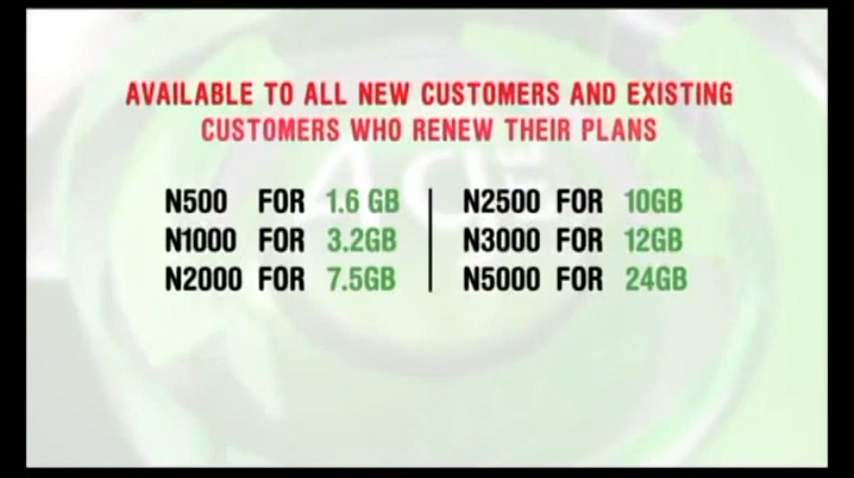 AVAILABLE TO ALL NEW CUSTOMERS AND EXISTING
CUSTOMERS WHO RENEW THEIR PLANS
N500 FOR 1.6 GB
N1000 FOR 3.2GB
N2000 FOR 7.5GB
N2500 FOR 10GB
N3000 FOR 12GB
N5000 FOR 24GB